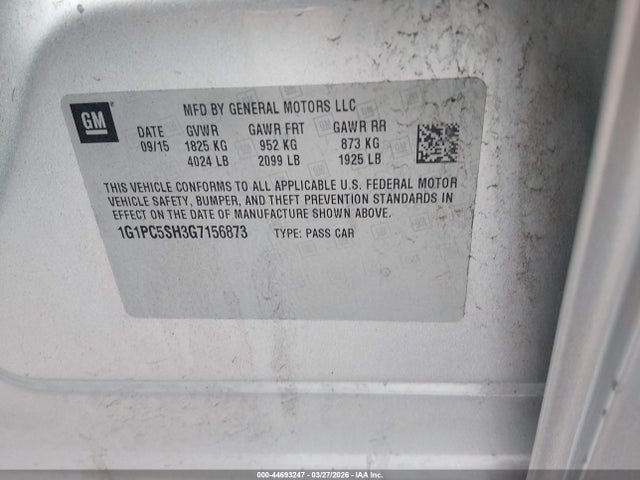 GM
MFD BY GENERAL MOTORS LLC
DATE GVWR GAWR FRT GAWR RR
09/15 1825 KG 952 KG 873 KG
4024 LB 2099 LB 1925 LB
THIS VEHICLE CONFORMS TO ALL APPLICABLE U.S. FEDERAL MOTOR
VEHICLE SAFETY, BUMPER, AND THEFT PREVENTION STANDARDS IN
EFFECT ON THE DATE OF MANUFACTURE SHOWN ABOVE.
1G1PC5SH3G7156873 TYPE: PASS CAR
000-44693247 | 03/27/2026 | IAA Inc.